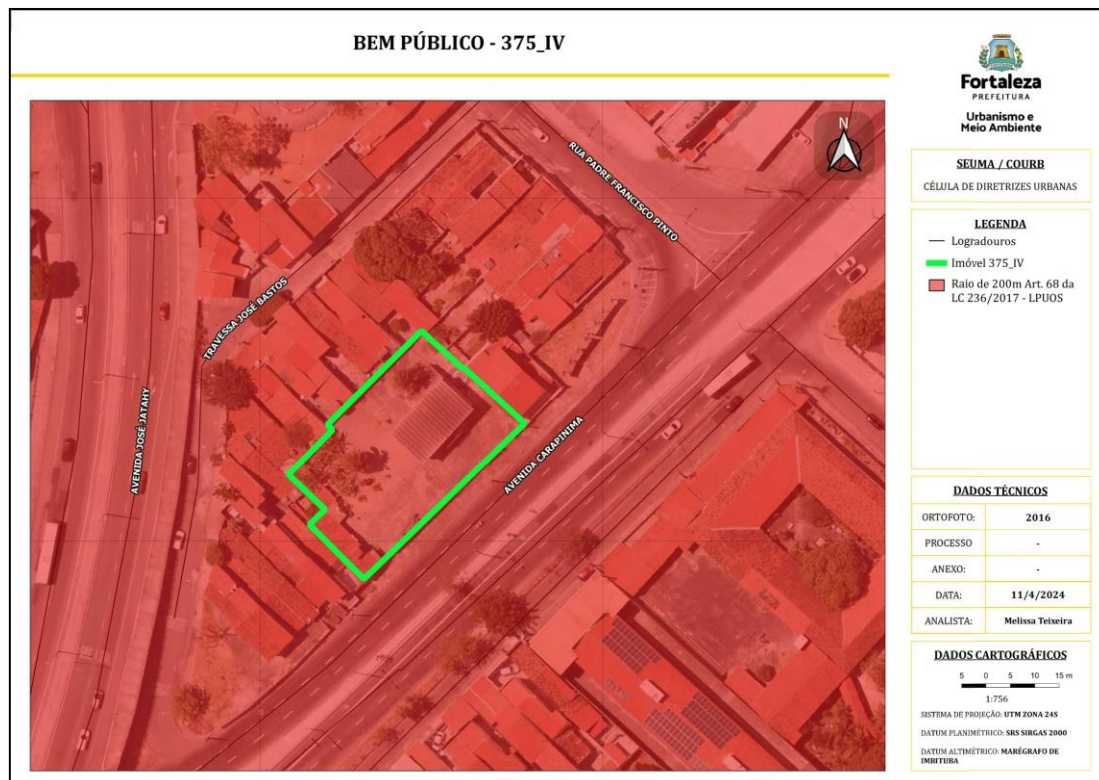 BEM PÚBLICO - 375_IV
Fortaleza
PREFEITURA
Urbanismo e
Meio Ambiente
N
RUA PADRE FRANCISCO PINTO
TRAVESSA JOSÉ BASTOS
AVENIDA JOSÉ JATAHY
AVENIDA CARAPINIMA
SEUMA / COURB
CÉLULA DE DIRETRIZES URBANAS
LEGENDA
Logradouros
Imóvel 375_IV
Raio de 200m Art. 68 da
LC 236/2017 - LPUOS
DADOS TÉCNICOS
ORTOFOTO: 2016
PROCESSO -
ANEXO: -
DATA: 11/4/2024
ANALISTA: Melissa Teixeira
DADOS CARTOGRÁFICOS
5 0 5 10 15 m
1:756
SISTEMA DE PROJEÇÃO: UTM ZONA 24S
DATUM PLANIMÉTRICO: SRS SIRGAS 2000
DATUM ALTIMÉTRICO: MARÉGRAFO DE
IMBITUBA